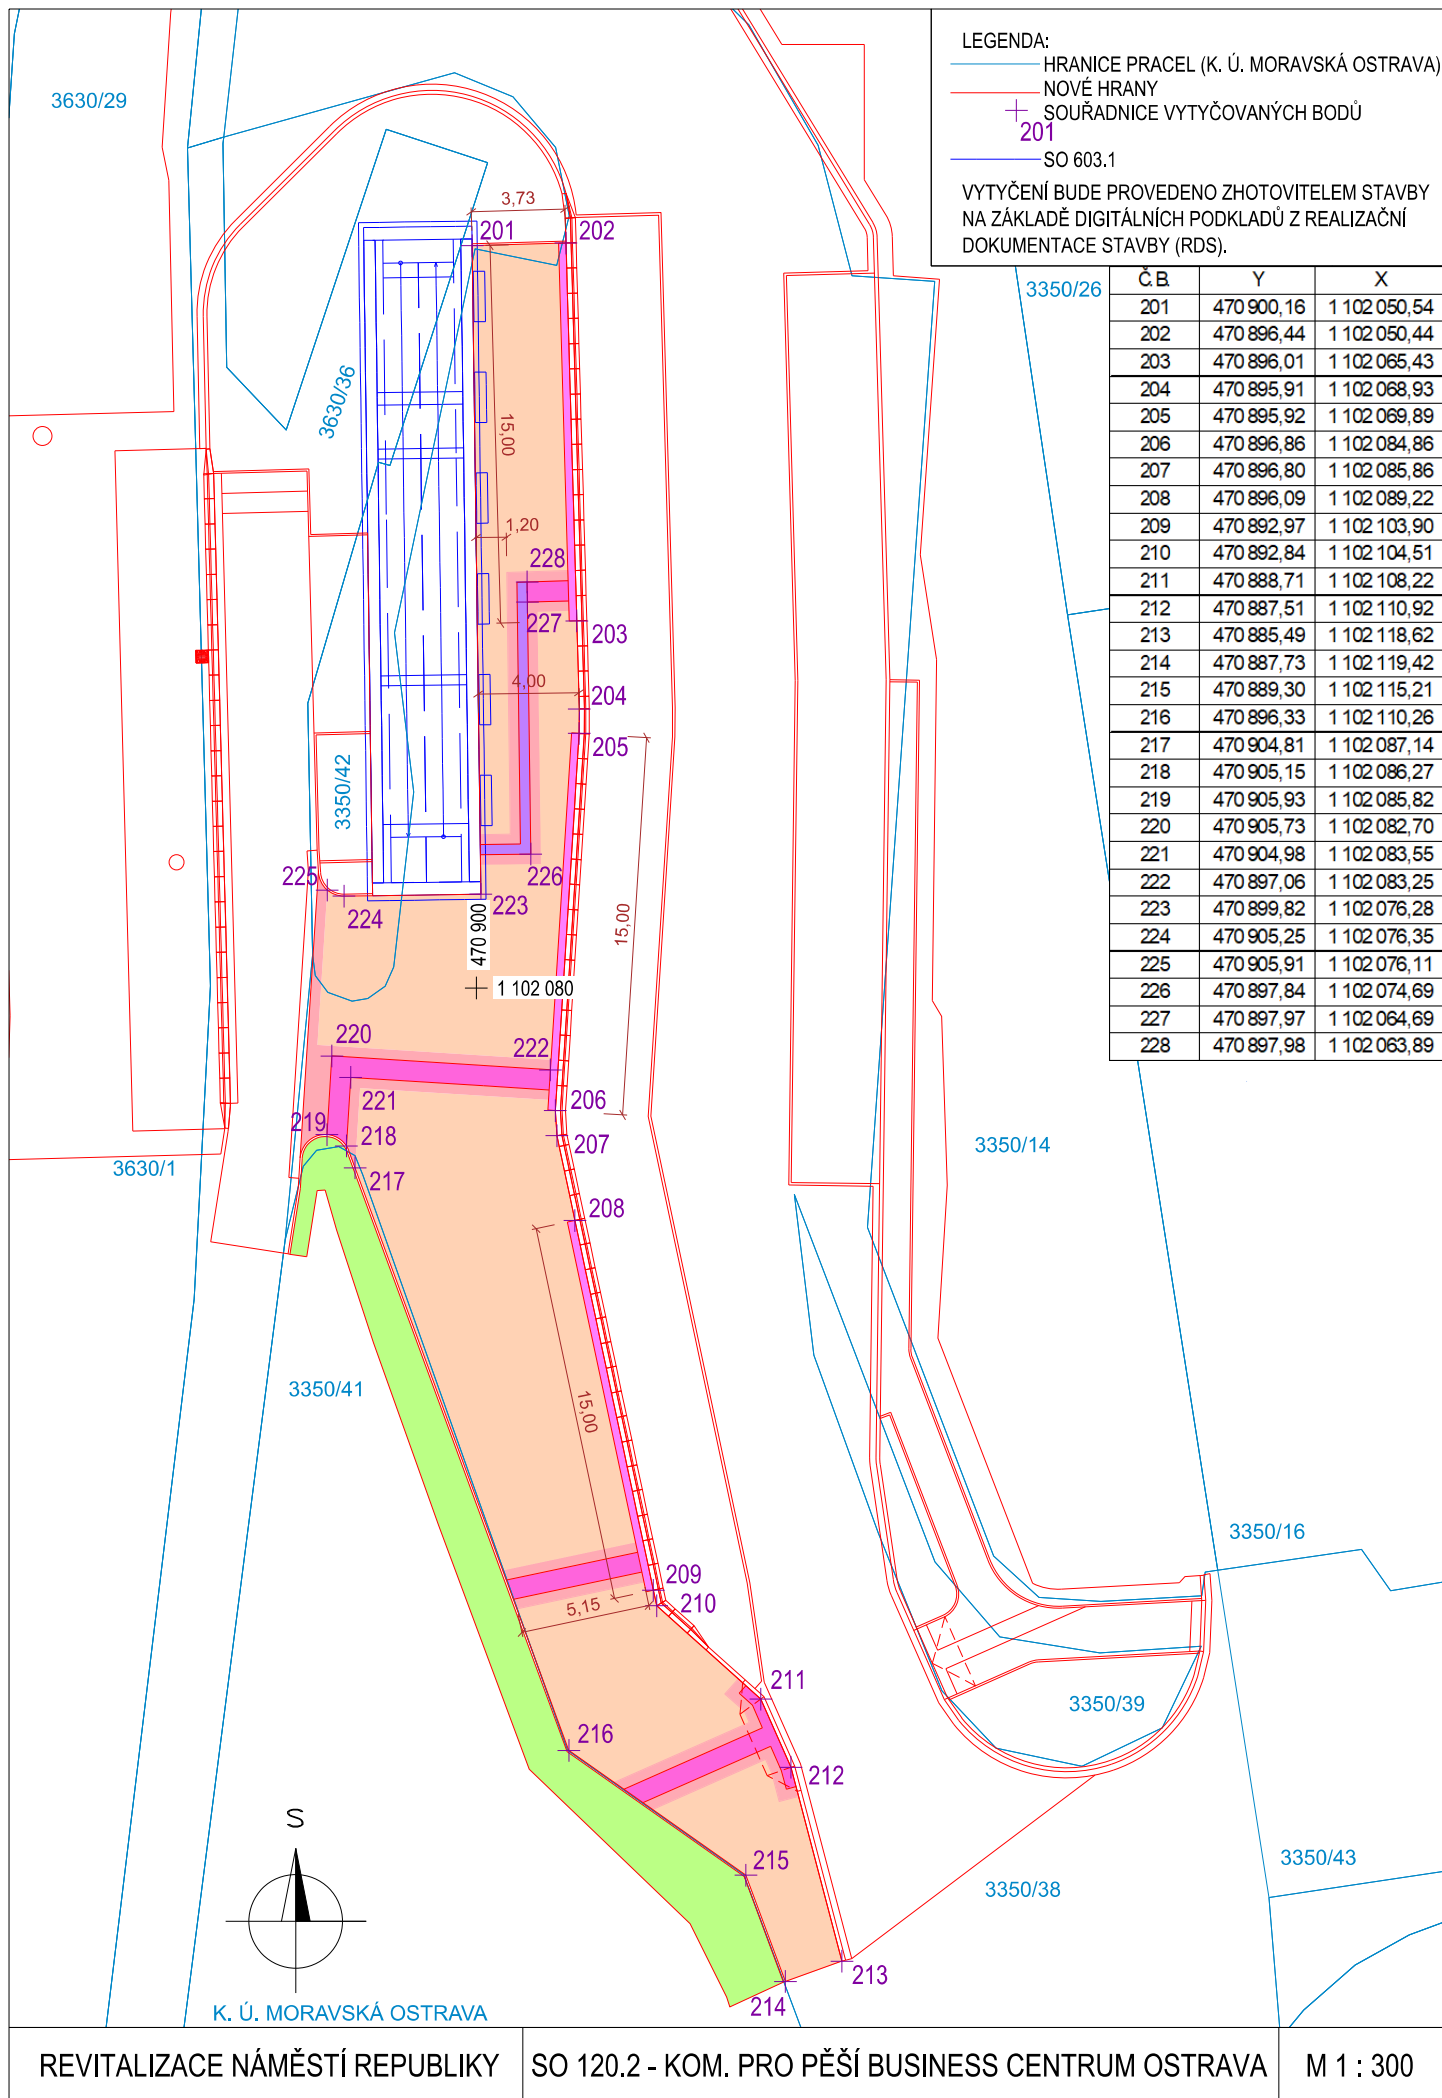 LEGENDA:
HRANICE PRACEL (K. Ú. MORAVSKÁ OSTRAVA)
NOVÉ HRANY
SOUŘADNICE VYTYČOVANÝCH BODŮ
201
SO 603.1
VYTYČENÍ BUDE PROVEDENO ZHOTOVITELEM STAVBY
NA ZÁKLADĚ DIGITÁLNÍCH PODKLADŮ Z REALIZAČNÍ
DOKUMENTACE STAVBY (RDS).
Č.B. Y X
201 470 900,16 1 102 050,54
202 470 896,44 1 102 050,44
203 470 896,01 1 102 065,43
204 470 895,91 1 102 068,93
205 470 895,92 1 102 069,89
206 470 896,86 1 102 084,86
207 470 896,80 1 102 085,86
208 470 896,09 1 102 089,22
209 470 892,97 1 102 103,90
210 470 892,84 1 102 104,51
211 470 888,71 1 102 108,22
212 470 887,51 1 102 110,92
213 470 885,49 1 102 118,62
214 470 887,73 1 102 119,42
215 470 889,30 1 102 115,21
216 470 896,33 1 102 110,26
217 470 904,81 1 102 087,14
218 470 905,15 1 102 086,27
219 470 905,93 1 102 085,82
220 470 905,73 1 102 082,70
221 470 904,98 1 102 083,55
222 470 897,06 1 102 083,25
223 470 899,82 1 102 076,28
224 470 905,25 1 102 076,35
225 470 905,91 1 102 076,11
226 470 897,84 1 102 074,69
227 470 897,97 1 102 064,69
228 470 897,98 1 102 063,89
3630/29
3,73
201
202
3350/26
3630/36
15,00
1,20
228
227
203
4,00
204
205
3350/42
226
225
224
223
15,00
470 900
1 102 080
220
222
221
206
219
218
207
3350/14
3630/1
217
208
3350/41
15,00
3350/16
209
5,15
210
211
3350/39
216
212
S
215
3350/43
3350/38
213
214
K. Ú. MORAVSKÁ OSTRAVA
REVITALIZACE NÁMĚSTÍ REPUBLIKY
SO 120.2 - KOM. PRO PĚŠÍ BUSINESS CENTRUM OSTRAVA
M 1 : 300